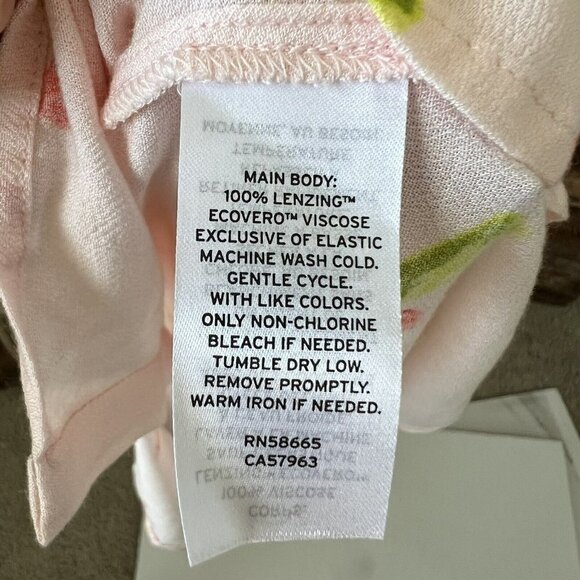 MAIN BODY:
100% LENZING™
ECOVERO™ VISCOSE
EXCLUSIVE OF ELASTIC
MACHINE WASH COLD.
GENTLE CYCLE.
WITH LIKE COLORS.
ONLY NON-CHLORINE
BLEACH IF NEEDED.
TUMBLE DRY LOW.
REMOVE PROMPTLY.
WARM IRON IF NEEDED.
RN58665
CA57963